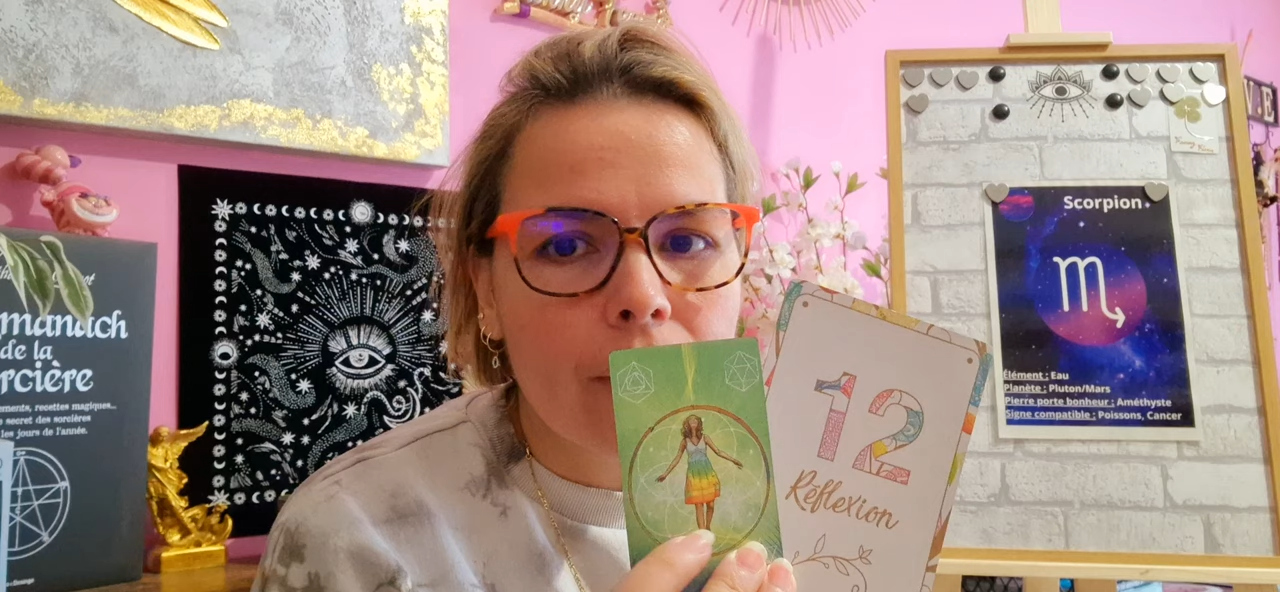 manach
de la
rcière
ements, recettes magiques...
secret des sorcières
les jours de l'année.
12
Réflexion
Scorpion
Élément : Eau
Planète : Pluton/Mars
Pierre porte bonheur : Améthyste
Signe compatible : Poissons, Cancer
V.E